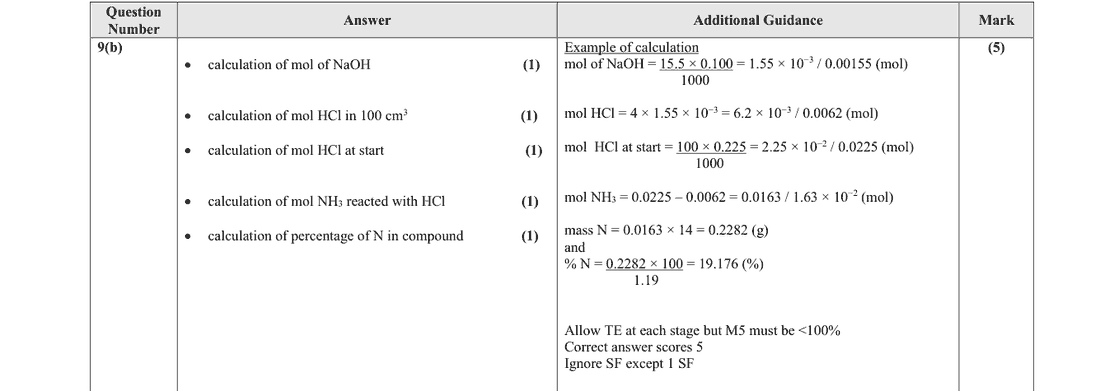 Question Number	Answer	Additional Guidance	Mark
9(b)
• calculation of mol of NaOH (1)
• calculation of mol HCl in 100 cm³ (1)
• calculation of mol HCl at start (1)
• calculation of mol NH₃ reacted with HCl (1)
• calculation of percentage of N in compound (1)
Example of calculation
mol of NaOH = 15.5 × 0.100 = 1.55 × 10⁻³ / 0.00155 (mol)
1000
mol HCl = 4 × 1.55 × 10⁻³ = 6.2 × 10⁻³ / 0.0062 (mol)
mol HCl at start = 100 × 0.225 = 2.25 × 10⁻² / 0.0225 (mol)
1000
mol NH₃ = 0.0225 – 0.0062 = 0.0163 / 1.63 × 10⁻² (mol)
mass N = 0.0163 × 14 = 0.2282 (g)
and
% N = 0.2282 × 100 = 19.176 (%)
1.19
Allow TE at each stage but M5 must be <100%
Correct answer scores 5
Ignore SF except 1 SF
(5)